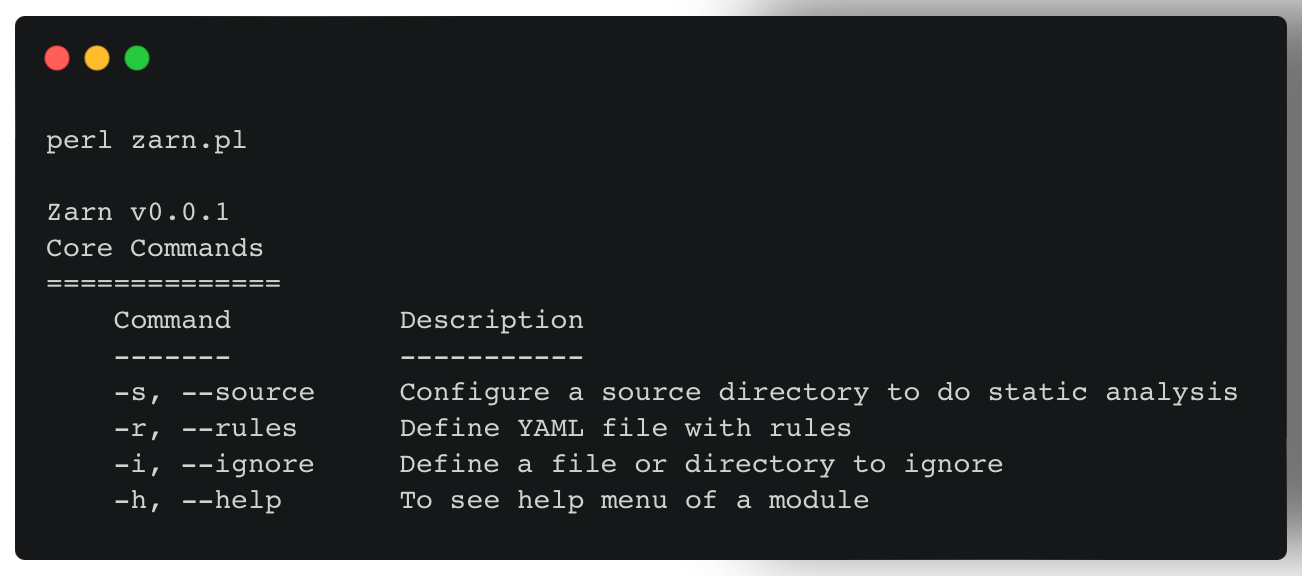 perl zarn.pl
Zarn v0.0.1
Core Commands
==============
Command Description
------- -----------
-s, --source Configure a source directory to do static analysis
-r, --rules Define YAML file with rules
-i, --ignore Define a file or directory to ignore
-h, --help To see help menu of a module